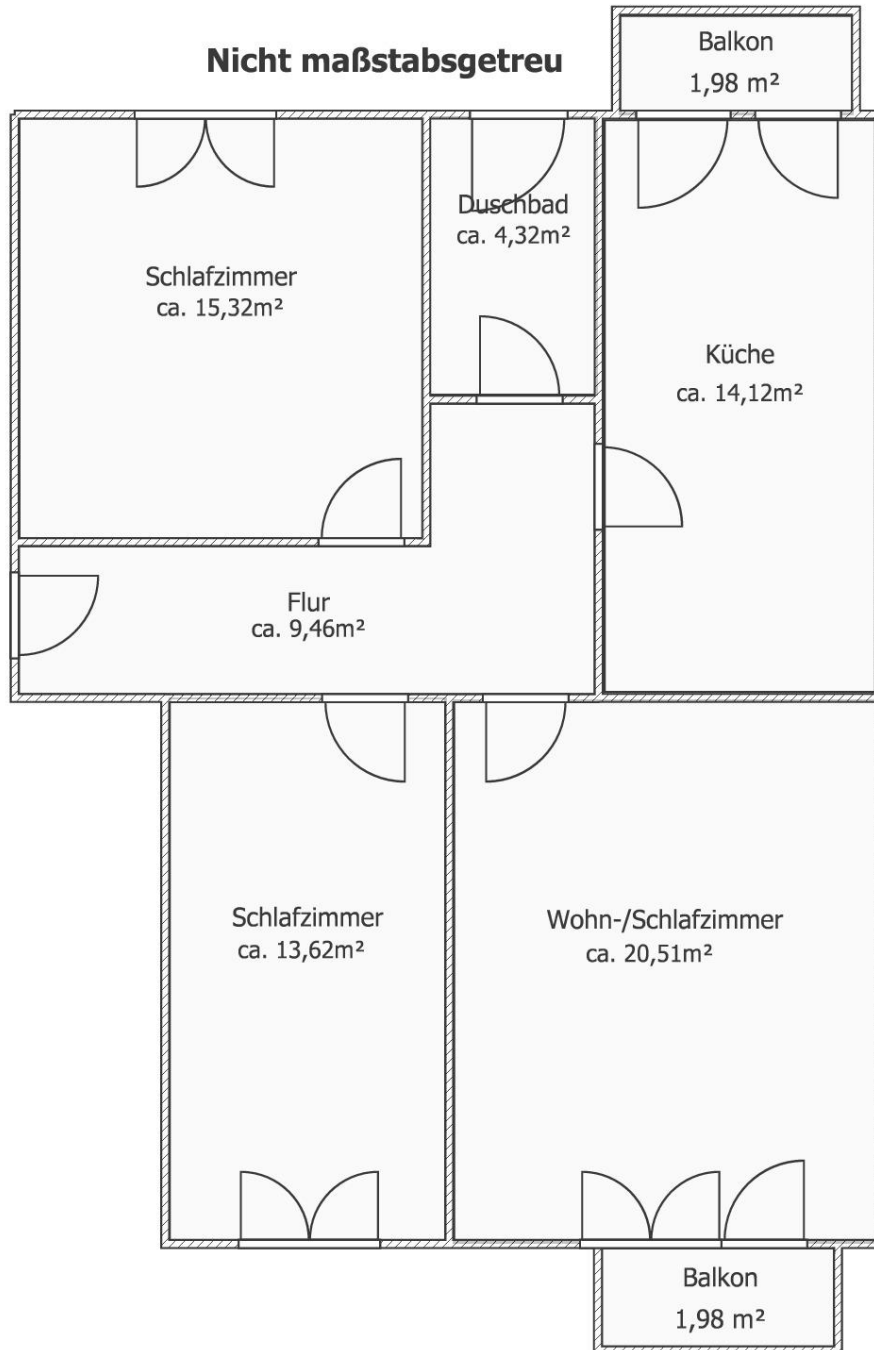 Nicht maßstabsgetreu
Balkon
1,98 m²
Duschbad
ca. 4,32m²
Schlafzimmer
ca. 15,32m²
Küche
ca. 14,12m²
Flur
ca. 9,46m²
Schlafzimmer
ca. 13,62m²
Wohn-/Schlafzimmer
ca. 20,51m²
Balkon
1,98 m²